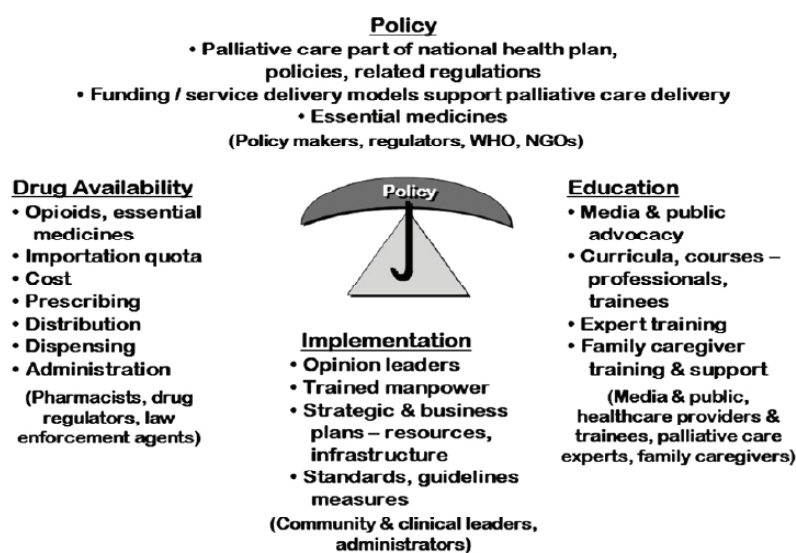 Policy
• Palliative care part of national health plan,
policies, related regulations
• Funding / service delivery models support palliative care delivery
• Essential medicines
(Policy makers, regulators, WHO, NGOs)
Drug Availability
• Opioids, essential
medicines
• Importation quota
• Cost
• Prescribing
• Distribution
• Dispensing
• Administration
(Pharmacists, drug
regulators, law
enforcement agents)
Policy
Implementation
• Opinion leaders
• Trained manpower
• Strategic & business
plans – resources,
infrastructure
• Standards, guidelines
measures
(Community & clinical leaders,
administrators)
Education
• Media & public
advocacy
• Curricula, courses –
professionals,
trainees
• Expert training
• Family caregiver
training & support
(Media & public,
healthcare providers &
trainees, palliative care
experts, family caregivers)